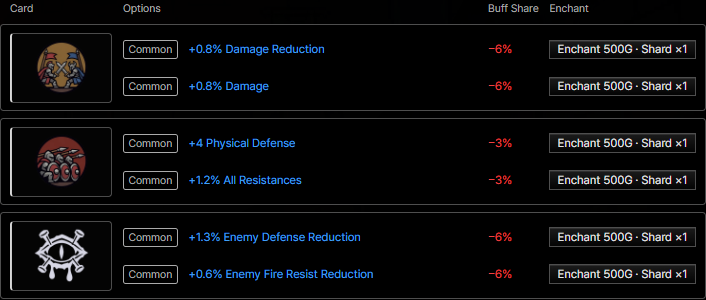 Card Options Buff Share Enchant
Common +0.8% Damage Reduction −6% Enchant 500G · Shard ×1
Common +0.8% Damage −6% Enchant 500G · Shard ×1
Common +4 Physical Defense −3% Enchant 500G · Shard ×1
Common +1.2% All Resistances −3% Enchant 500G · Shard ×1
Common +1.3% Enemy Defense Reduction −6% Enchant 500G · Shard ×1
Common +0.6% Enemy Fire Resist Reduction −6% Enchant 500G · Shard ×1